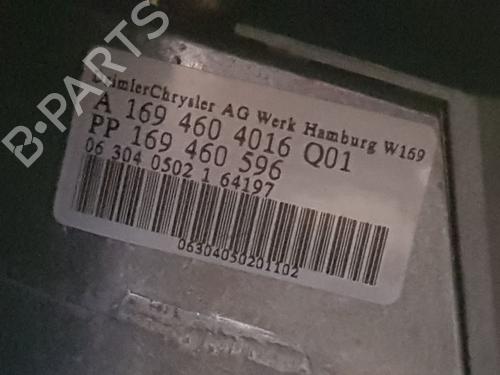 DaimlerChrysler AG Werk Hamburg W169
A 169 460 4016 Q01
PP 169 460 596
06 304 0502 1 64197
06304050201102
B-PARTS